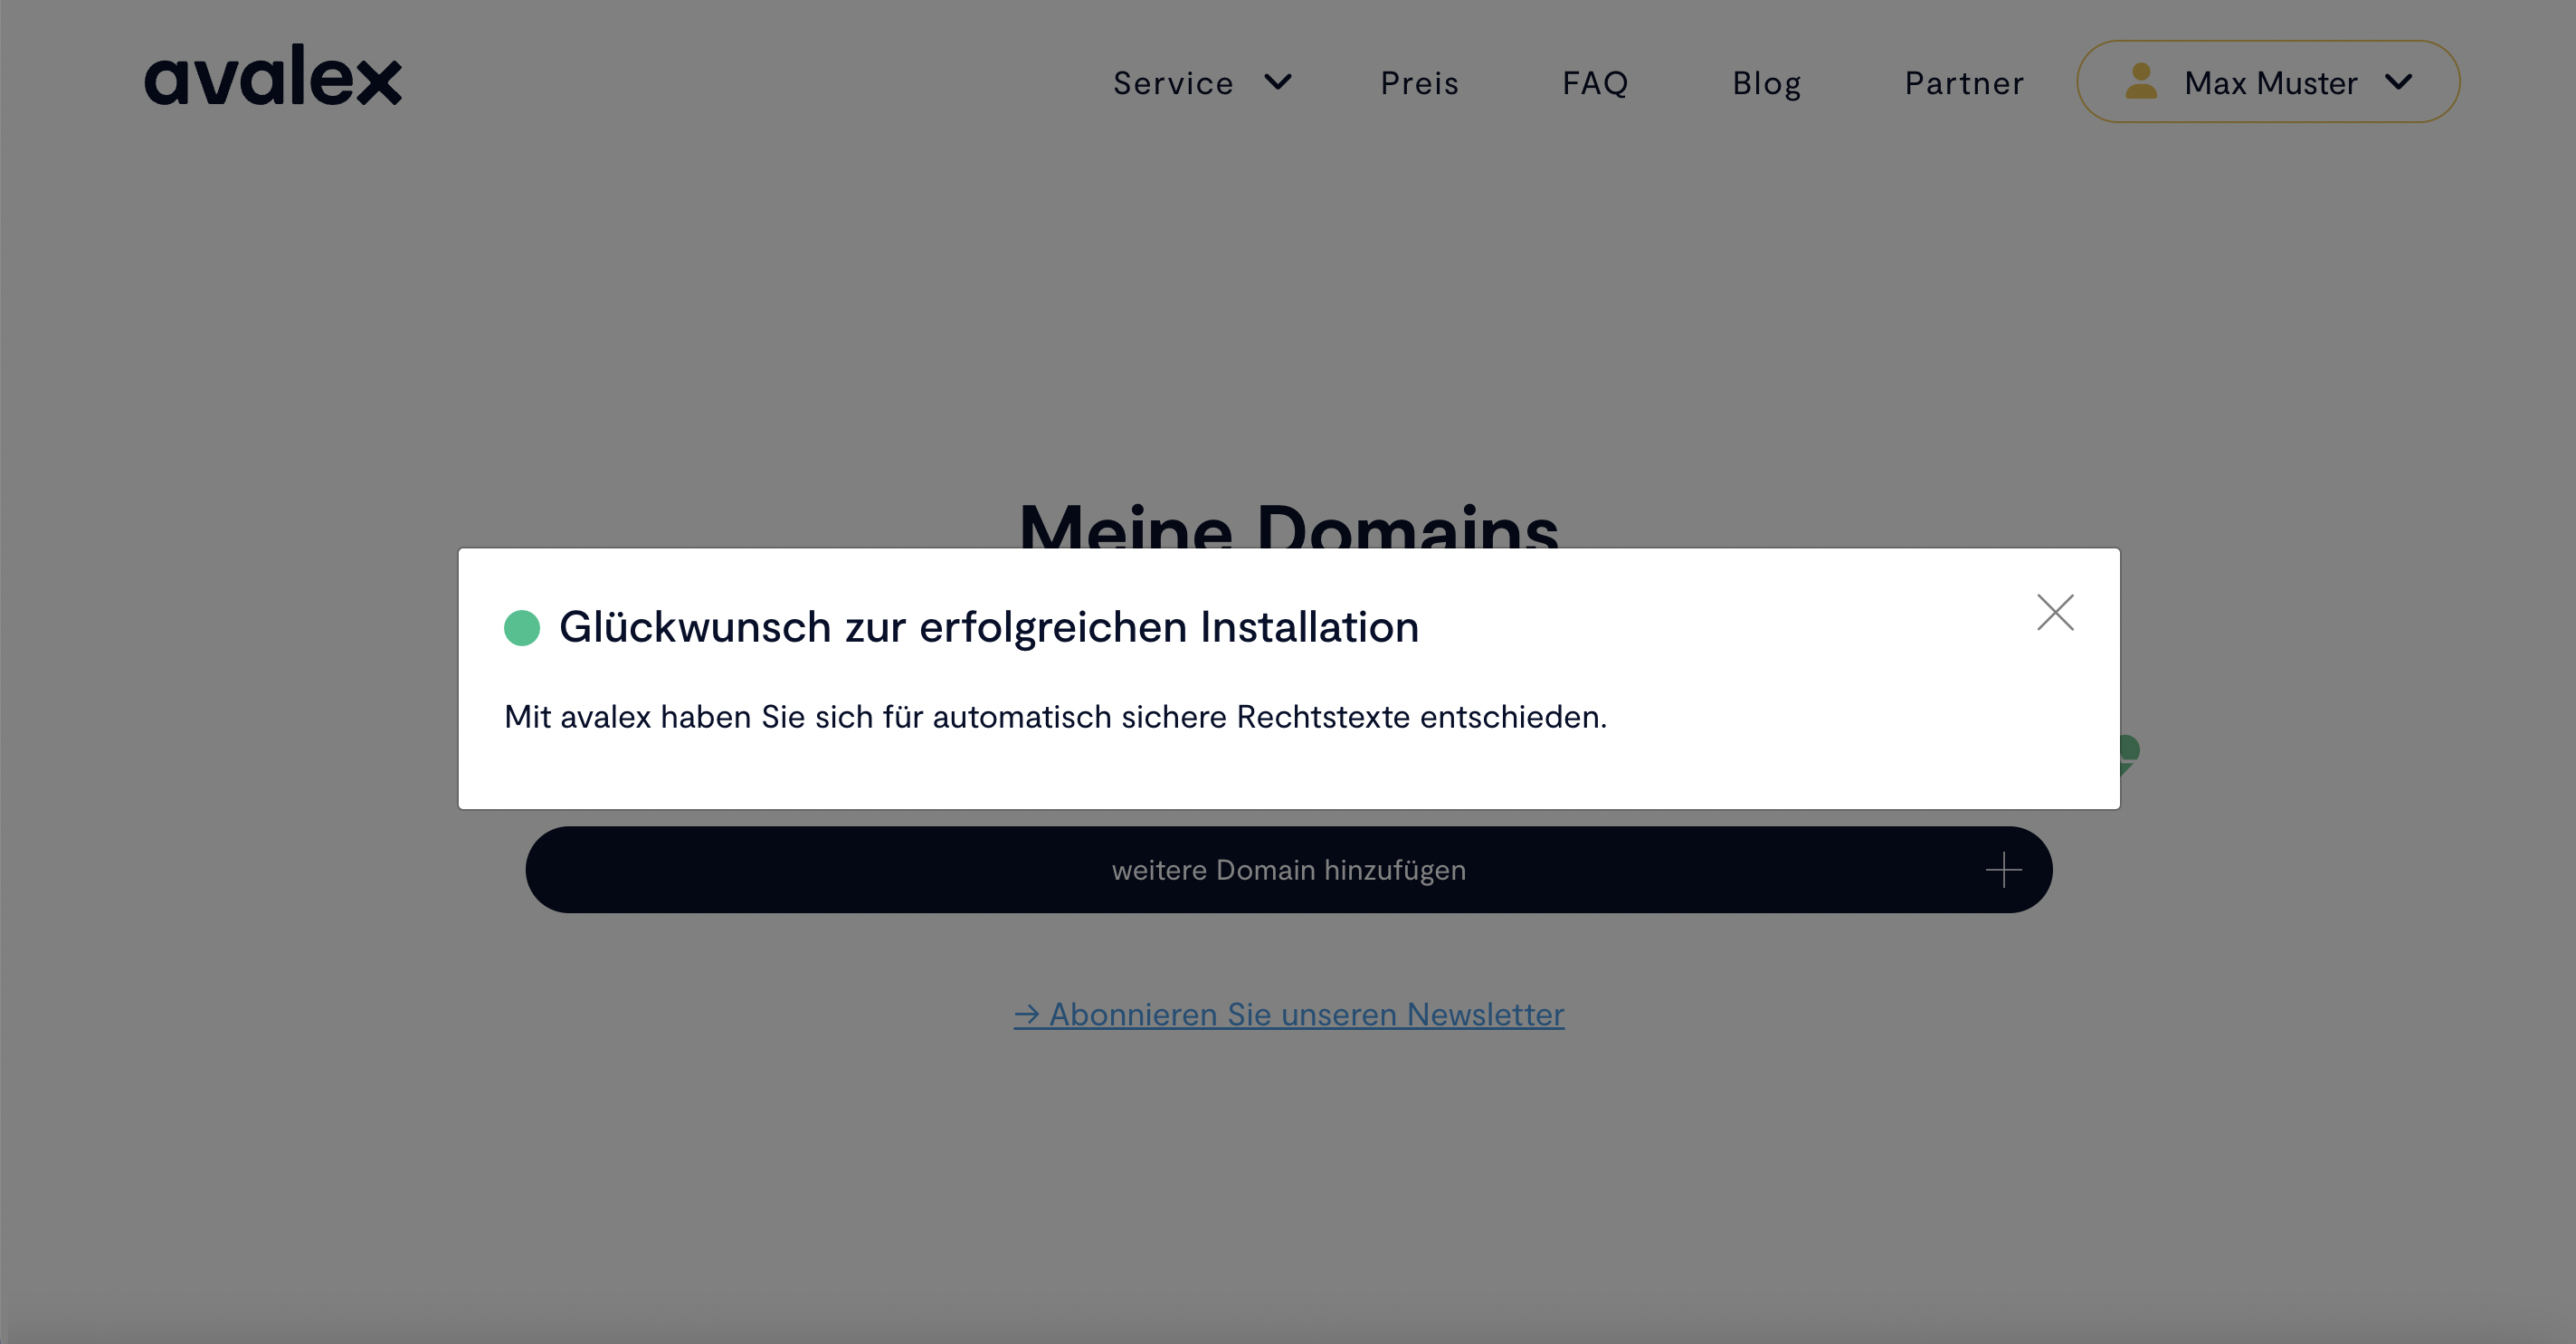 avalex
Service Preis FAQ Blog Partner Max Muster
Meine Domains
Glückwunsch zur erfolgreichen Installation
Mit avalex haben Sie sich für automatisch sichere Rechtstexte entschieden.
weitere Domain hinzufügen
→ Abonnieren Sie unseren Newsletter